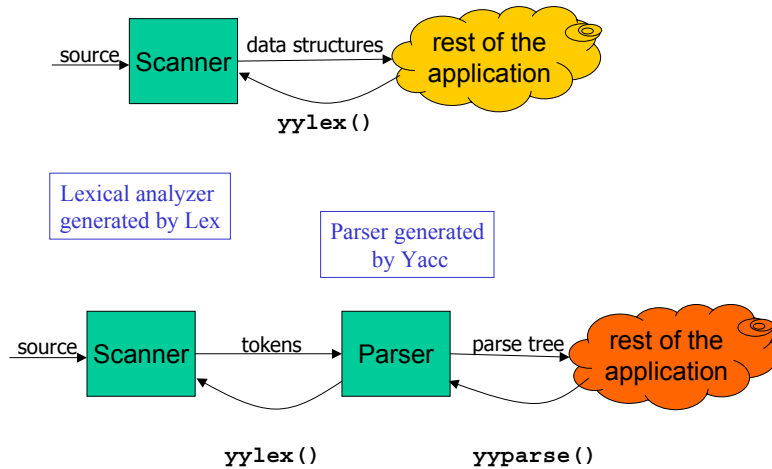 source
Scanner
data structures
rest of the
application
yylex()
Lexical analyzer
generated by Lex
Parser generated
by Yacc
source
Scanner
tokens
Parser
parse tree
rest of the
application
yylex()
yyparse()